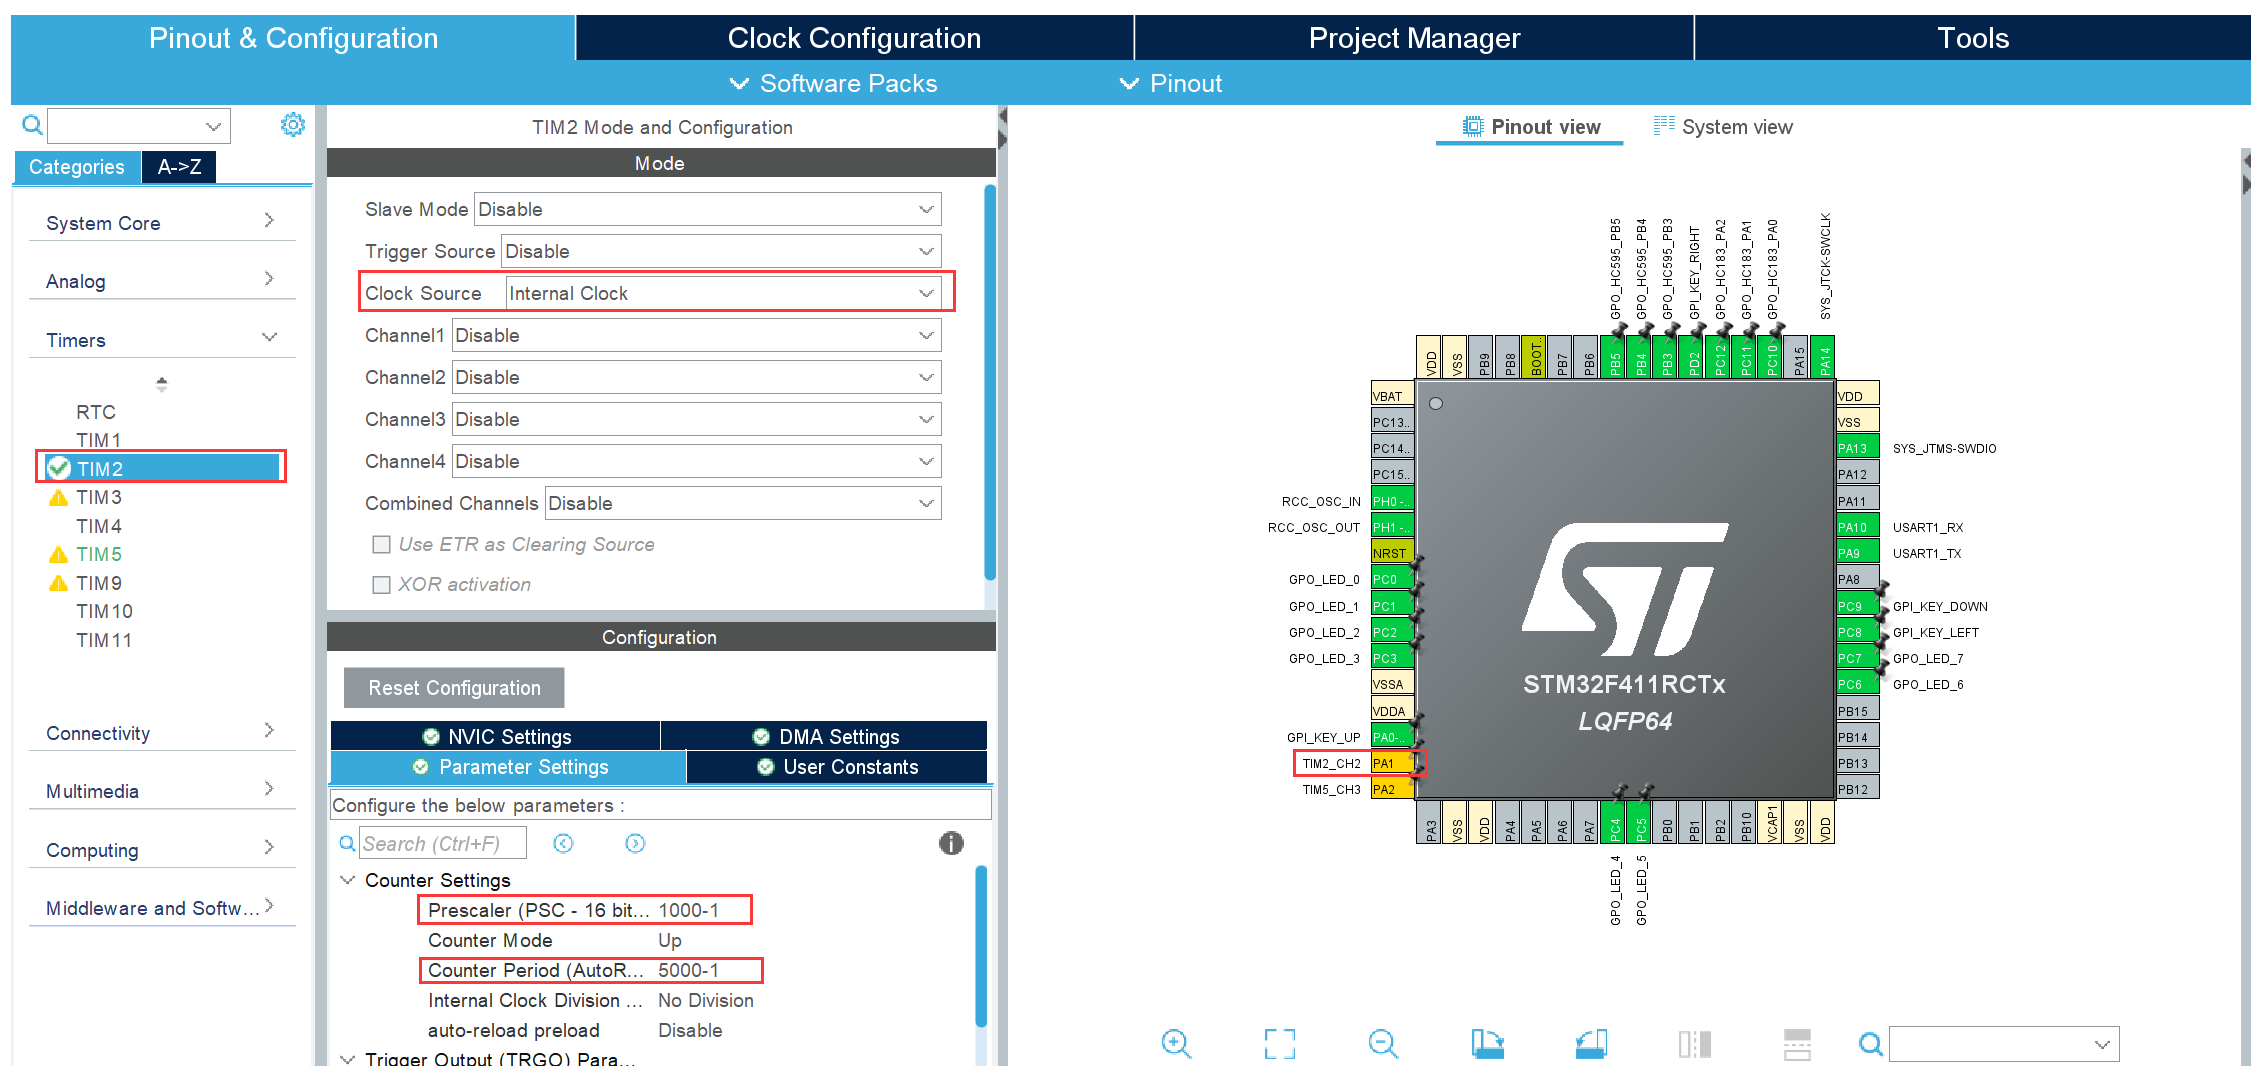 Pinout & Configuration
Clock Configuration
Project Manager
Tools
Software Packs
Pinout
Categories
A->Z
System Core
Analog
Timers
RTC
TIM1
TIM2
TIM3
TIM4
TIM5
TIM9
TIM10
TIM11
Connectivity
Multimedia
Computing
Middleware and Softw...
TIM2 Mode and Configuration
Mode
Slave Mode Disable
Trigger Source Disable
Clock Source Internal Clock
Channel1 Disable
Channel2 Disable
Channel3 Disable
Channel4 Disable
Combined Channels Disable
Use ETR as Clearing Source
XOR activation
Configuration
Reset Configuration
NVIC Settings
DMA Settings
Parameter Settings
User Constants
Configure the below parameters :
Search (Ctrl+F)
i
Counter Settings
Prescaler (PSC - 16 bit... 1000-1
Counter Mode Up
Counter Period (AutoR... 5000-1
Internal Clock Division ... No Division
auto-reload preload Disable
Trigger Output (TRGO) Para...
Pinout view
System view
GPO_HC595_PB5
GPO_HC595_PB4
GPO_HC595_PB3
GPI_KEY_RIGHT
GPO_HC183_PA2
GPO_HC183_PA1
GPO_HC183_PA0
SYS_JTCK-SWCLK
VDD
VSS
PB9
PB8
BOOT..
PB7
PB6
PB5
PB4
PB3
PD2
PC12
PC11
PC10
PA15
PA14
VBAT
PC13..
PC14..
PC15..
RCC_OSC_IN PH0-..
RCC_OSC_OUT PH1-..
NRST
GPO_LED_0 PC0
GPO_LED_1 PC1
GPO_LED_2 PC2
GPO_LED_3 PC3
VSSA
VDDA
GPI_KEY_UP PA0-..
TIM2_CH2 PA1
TIM5_CH3 PA2
ST
STM32F411RCTx
LQFP64
VDD
VSS
PA13 SYS_JTMS-SWDIO
PA12
PA11
PA10 USART1_RX
PA9 USART1_TX
PA8
PC9 GPI_KEY_DOWN
PC8 GPI_KEY_LEFT
PC7 GPO_LED_7
PC6 GPO_LED_6
PB15
PB14
PB13
PB12
PA3
VSS
VDD
PA4
PA5
PA6
PA7
PC4
PC5
PB0
PB1
PB2
PB10
VCAP1
VSS
VDD
GPO_LED_4
GPO_LED_5